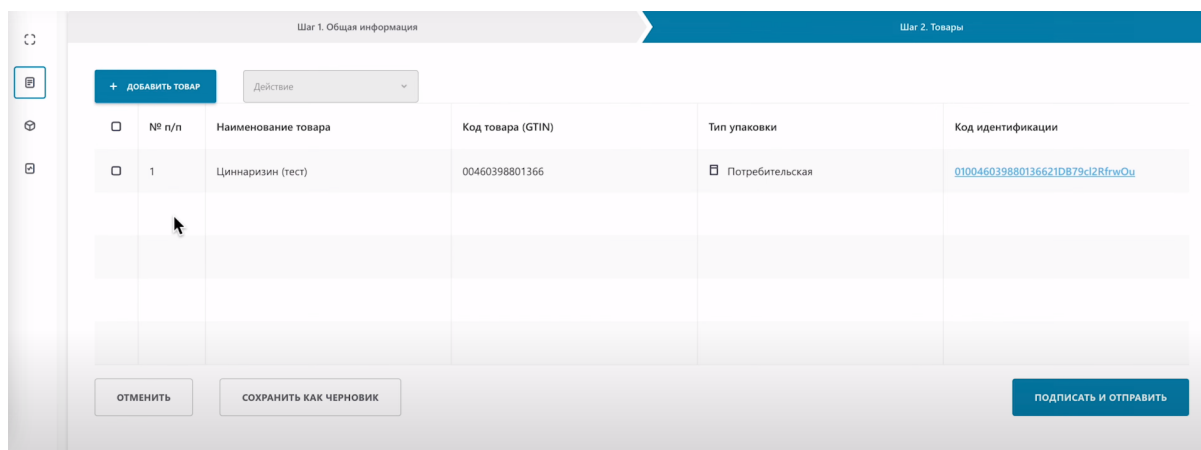 Шаг 1. Общая информация
Шаг 2. Товары
+ ДОБАВИТЬ ТОВАР
Действие
№ п/п Наименование товара Код товара (GTIN) Тип упаковки Код идентификации
1 Циннаризин (тест) 00460398801366 Потребительская 010046039880136621DB79cl2RfrwOu
ОТМЕНИТЬ СОХРАНИТЬ КАК ЧЕРНОВИК ПОДПИСАТЬ И ОТПРАВИТЬ